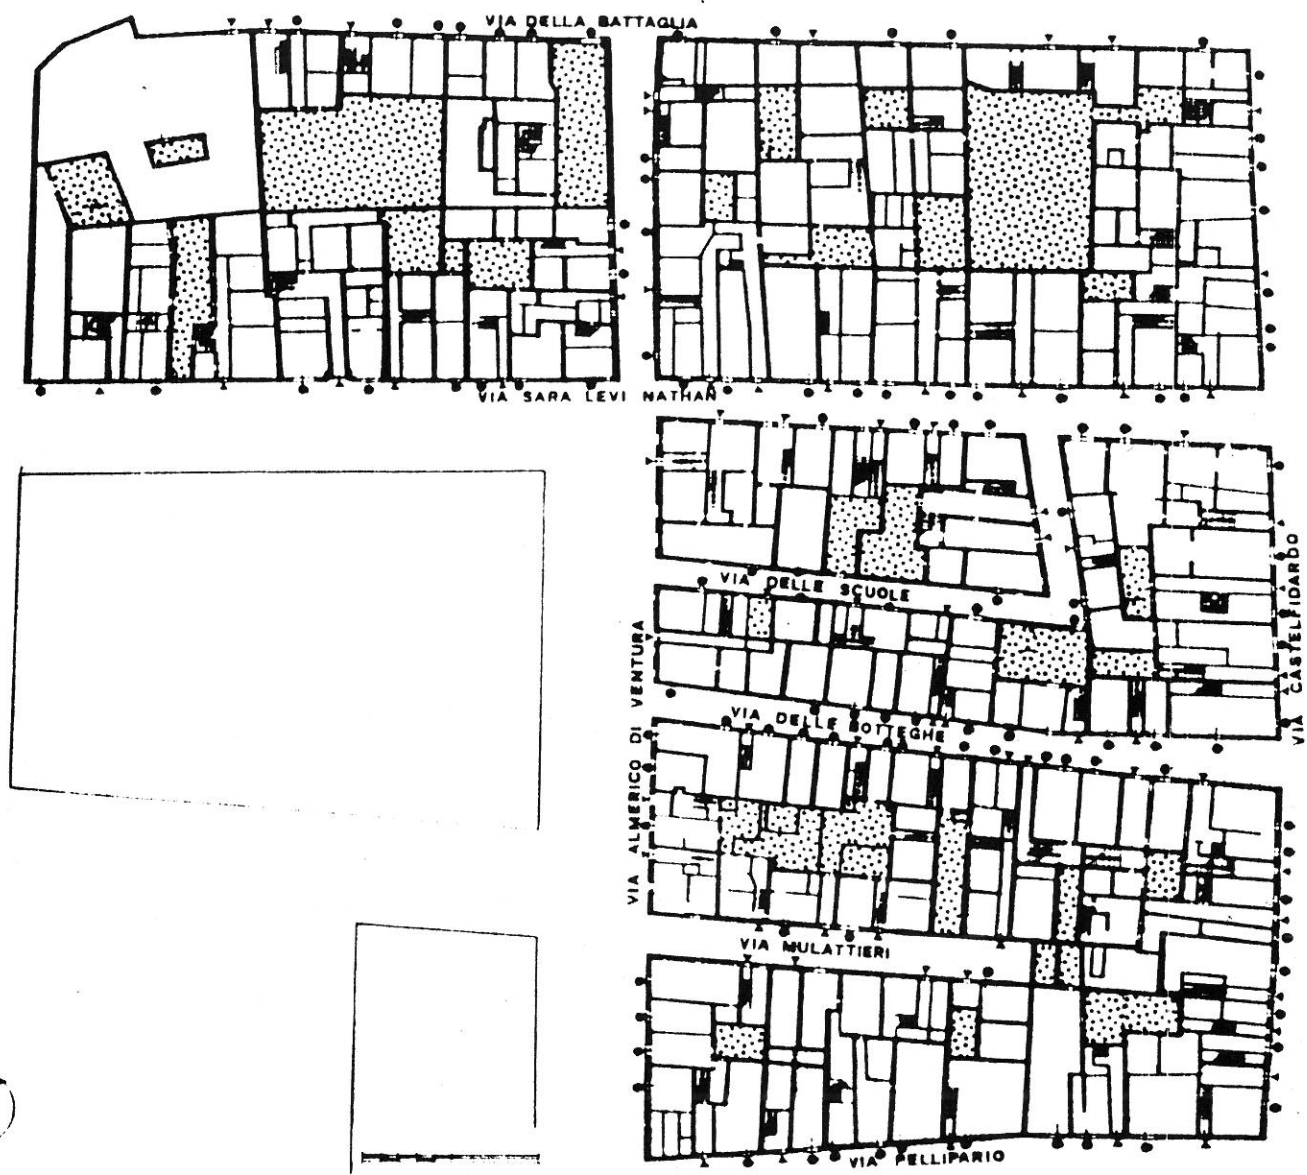 VIA DELLA BATTAGLIA
VIA SARA LEVI NATHAN
VIA DELLE SCUOLE
VIA CASTELFIDARDO
VIA ALMERICO DI VENTURA
VIA DELLE BOTTEGHE
VIA MULATTIERI
VIA PELLIPARIO